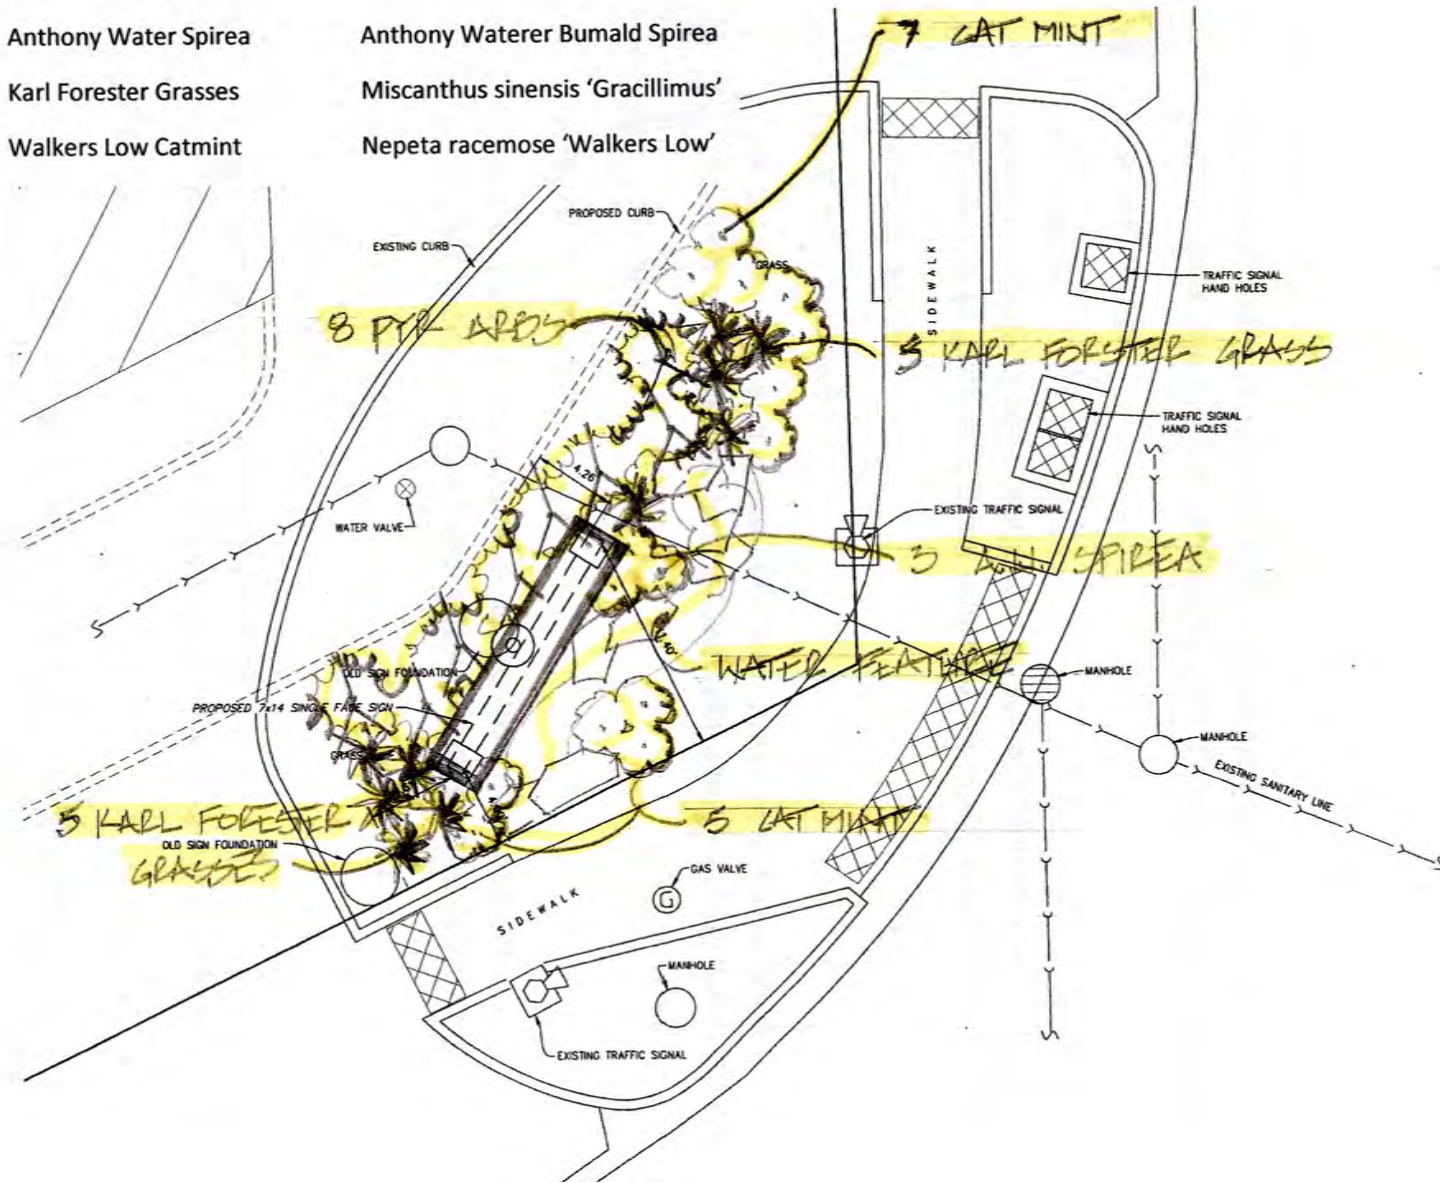 Anthony Water Spirea Anthony Waterer Bumald Spirea
Karl Forester Grasses Miscanthus sinensis ‘Gracillimus’
Walkers Low Catmint Nepeta racemose ‘Walkers Low’
7 CAT MINT
PROPOSED CURB
EXISTING CURB
GRASS
SIDEWALK
TRAFFIC SIGNAL
HAND HOLES
8 PYR ARBS
5 KARL FORSTER GRASS
TRAFFIC SIGNAL
HAND HOLES
4.26'
WATER VALVE
EXISTING TRAFFIC SIGNAL
3 A.W. SPIREA
OLD SIGN FOUNDATION
WATER FEATURE
MANHOLE
PROPOSED 7x14 SINGLE FACE SIGN
MANHOLE
GRASS
EXISTING SANITARY LINE
5 KARL FORESER
GRASSES
5 CAT MINT
OLD SIGN FOUNDATION
GAS VALVE
G
SIDEWALK
MANHOLE
EXISTING TRAFFIC SIGNAL